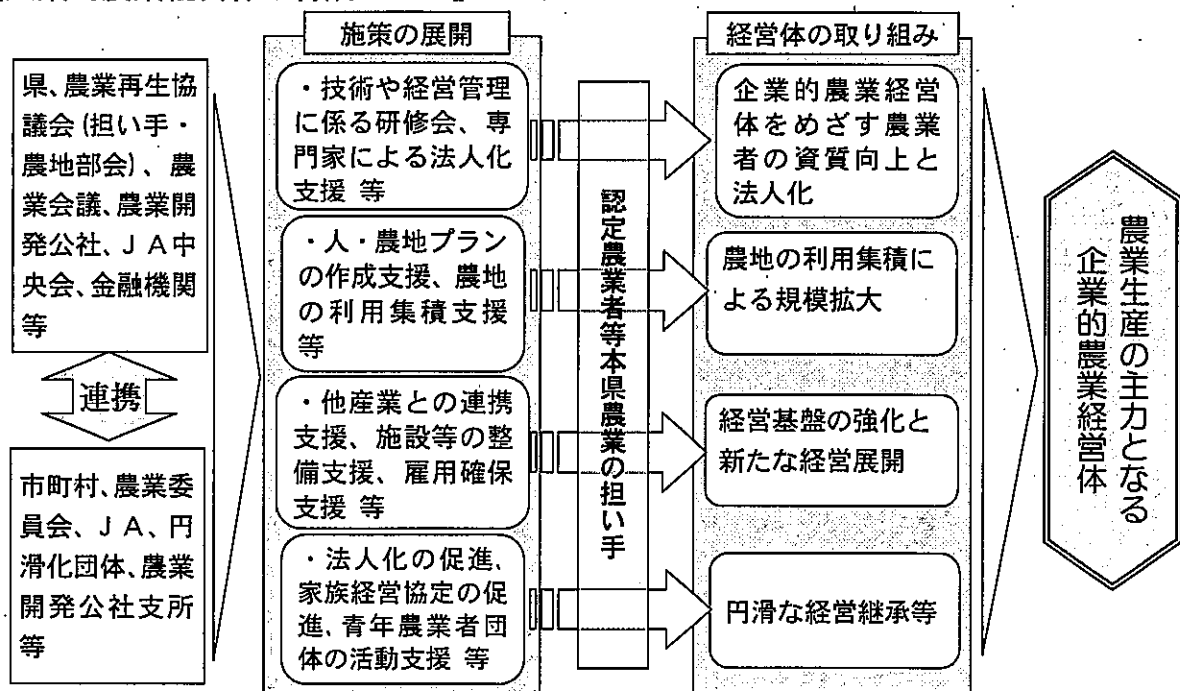 施策の展開
経営体の取り組み
県、農業再生協
議会(担い手・
農地部会)、農
業会議、農業開
発公社、ＪＡ中
央会、金融機関
等
連携
市町村、農業委
員会、ＪＡ、円
滑化団体、農業
開発公社支所
等
・技術や経営管理
に係る研修会、専
門家による法人化
支援 等
・人・農地プラン
の作成支援、農地
の利用集積支援
等
・他産業との連携
支援、施設等の整
備支援、雇用確保
支援 等
・法人化の促進、
家族経営協定の促
進、青年農業者団
体の活動支援 等
認定農業者等本県農業の担い手
企業的農業経営
体をめざす農業
者の資質向上と
法人化
農地の利用集積に
よる規模拡大
経営基盤の強化と
新たな経営展開
円滑な経営継承等
農業生産の主力となる
企業的農業経営体